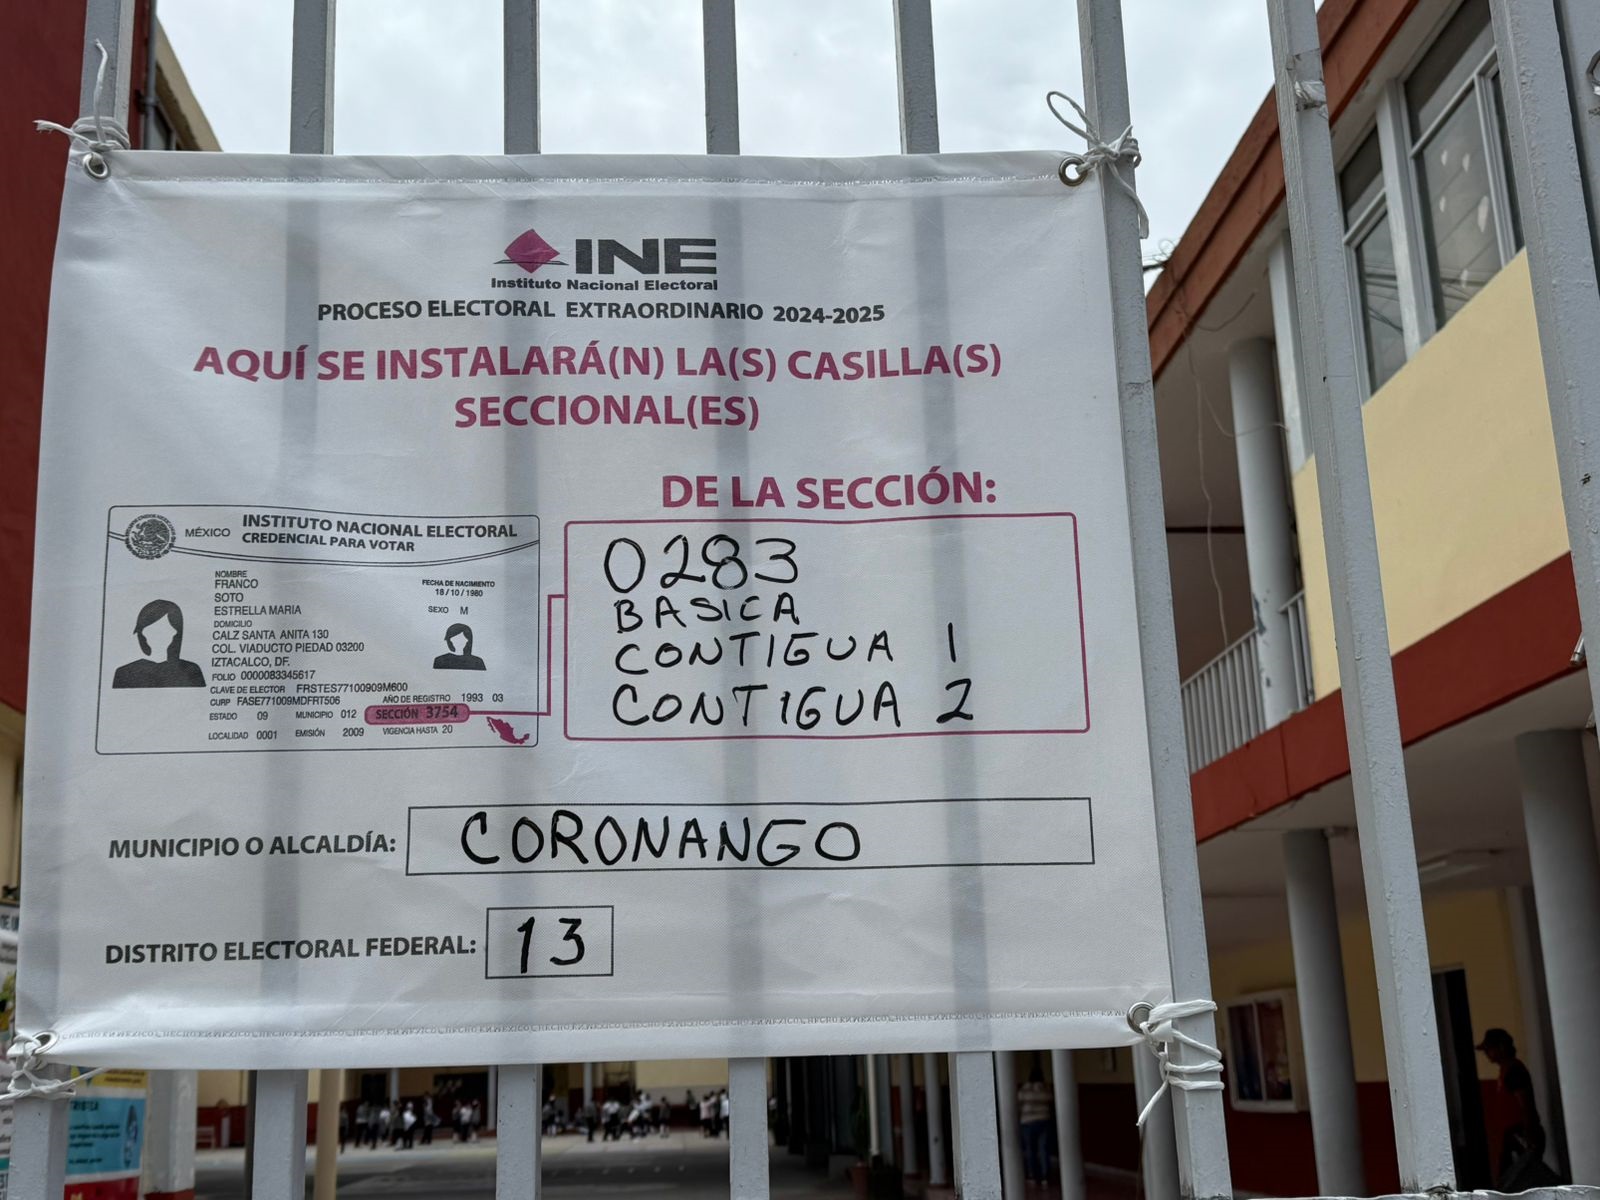 INE
Instituto Nacional Electoral
PROCESO ELECTORAL EXTRAORDINARIO 2024-2025
AQUÍ SE INSTALARÁ(N) LA(S) CASILLA(S)
SECCIONAL(ES)
DE LA SECCIÓN:
0283
BASICA
CONTIGUA 1
CONTIGUA 2
MÉXICO
INSTITUTO NACIONAL ELECTORAL
CREDENCIAL PARA VOTAR
NOMBRE
FRANCO
SOTO
ESTRELLA MARIA
FECHA DE NACIMIENTO
18/10/1980
SEXO M
DOMICILIO
CALZ SANTA ANITA 130
COL. VIADUCTO PIEDAD 03200
IZTACALCO, DF.
FOLIO 0000083345617
CLAVE DE ELECTOR FRSTES77100909M600
CURP FASE771009MDFRT506 AÑO DE REGISTRO 1993 03
ESTADO 09 MUNICIPIO 012 SECCIÓN 3754
LOCALIDAD 0001 EMISIÓN 2009 VIGENCIA HASTA 20
MUNICIPIO O ALCALDÍA: CORONANGO
DISTRITO ELECTORAL FEDERAL: 13